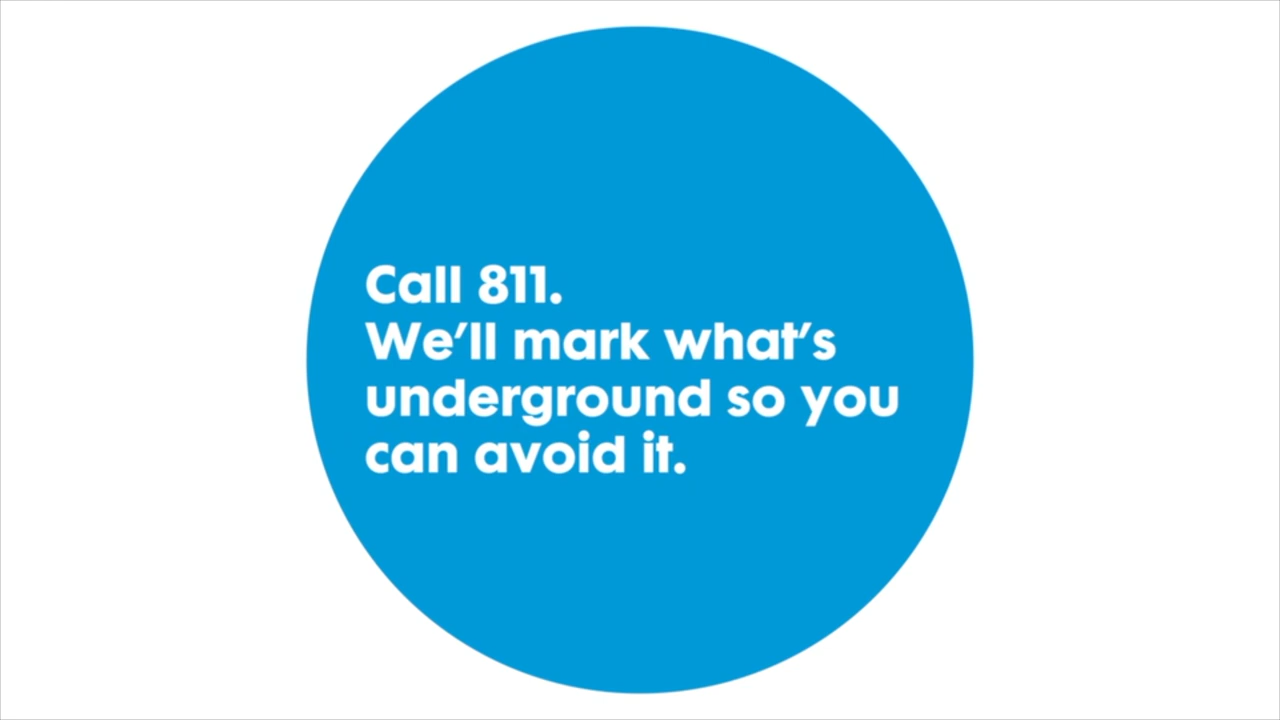 Call 811.
We’ll mark what’s
underground so you
can avoid it.